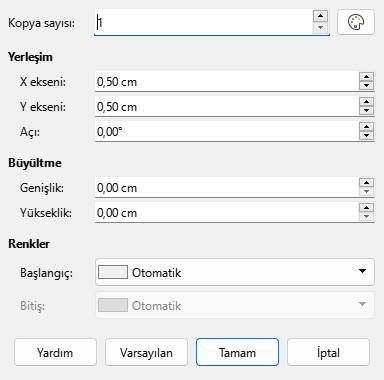 Kopya sayısı: 1
Yerleşim
X ekseni: 0,50 cm
Y ekseni: 0,50 cm
Açı: 0,00°
Büyültme
Genişlik: 0,00 cm
Yükseklik: 0,00 cm
Renkler
Başlangıç: Otomatik
Bitiş: Otomatik
Yardım Varsayılan Tamam İptal